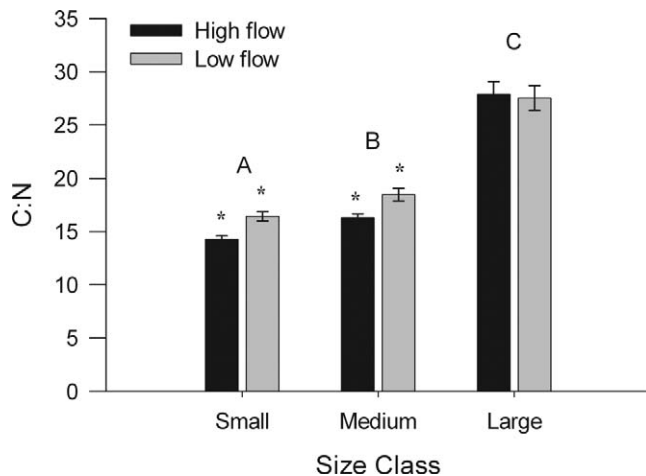 35
30
25
20
15
10
5
0
C:N
High flow
Low flow
A
B
C
* * * *
Small Medium Large
Size Class